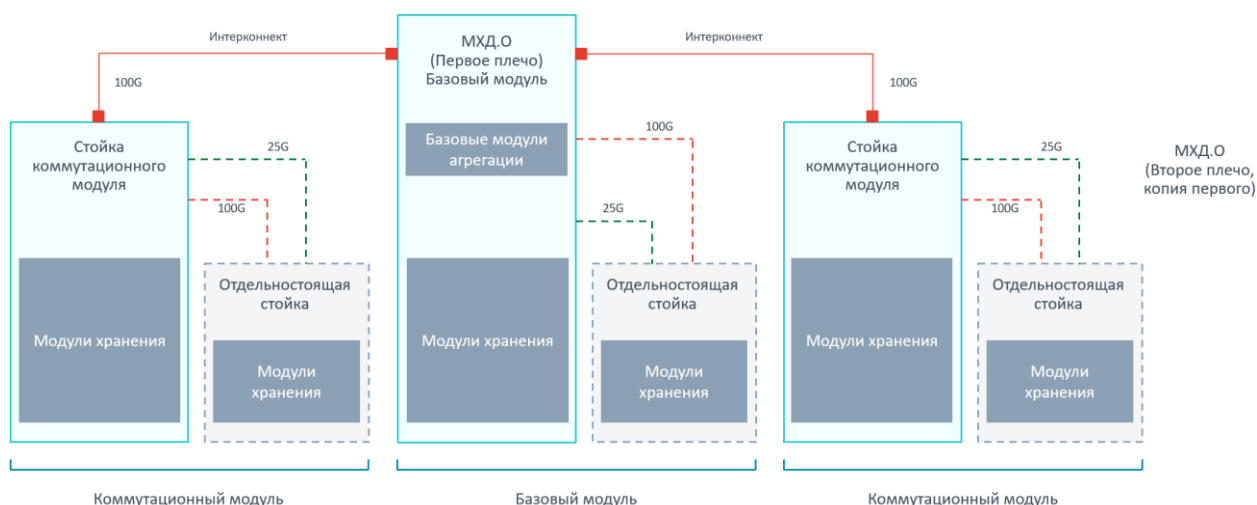 Интерконнект
МХД.О
(Первое плечо)
Базовый модуль
Интерконнект
100G
100G
Стойка
коммутационного
модуля
25G
100G
Базовые модули
агрегации
100G
25G
Стойка
коммутационного
модуля
25G
100G
МХД.О
(Второе плечо,
копия первого)
Модули хранения
Отдельностоящая
стойка
Модули
хранения
Модули хранения
Отдельностоящая
стойка
Модули
хранения
Модули хранения
Отдельностоящая
стойка
Модули
хранения
Коммутационный модуль
Базовый модуль
Коммутационный модуль